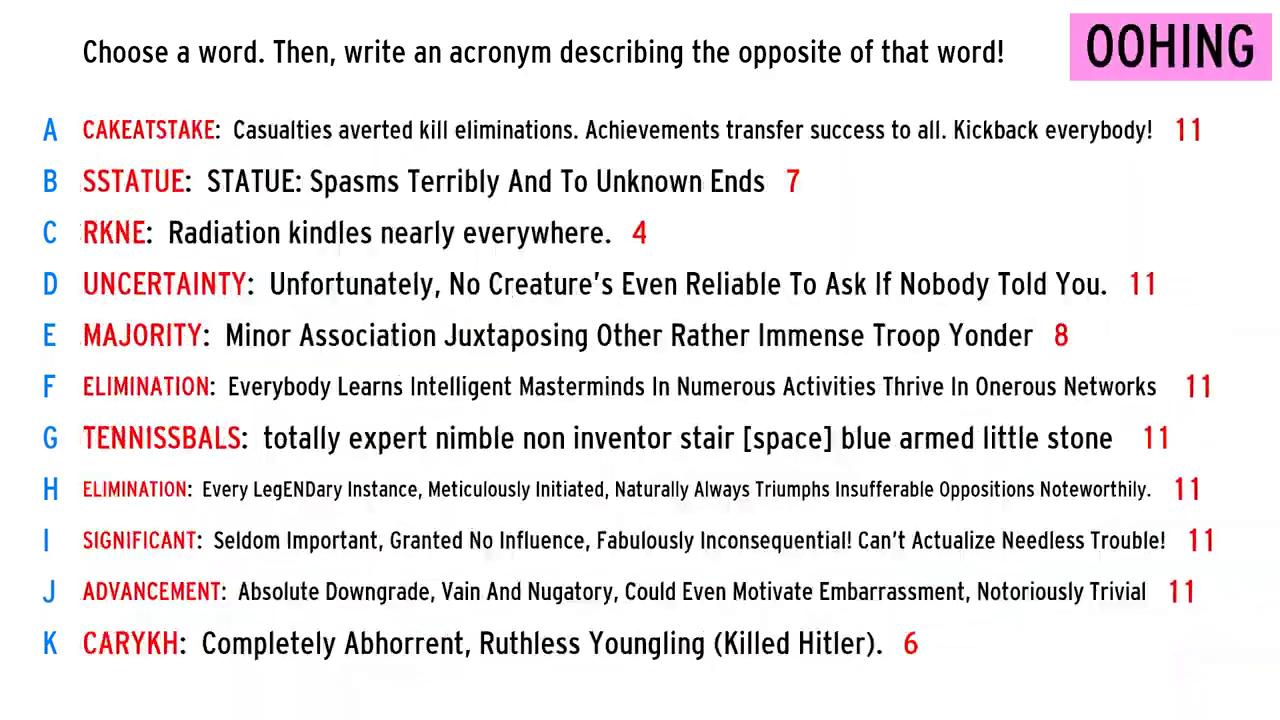 Choose a word. Then, write an acronym describing the opposite of that word!
OOHING
A CAKEATSTAKE: Casualties averted kill eliminations. Achievements transfer success to all. Kickback everybody! 11
B SSTATUE: STATUE: Spasms Terribly And To Unknown Ends 7
C RKNE: Radiation kindles nearly everywhere. 4
D UNCERTAINTY: Unfortunately, No Creature's Even Reliable To Ask If Nobody Told You. 11
E MAJORITY: Minor Association Juxtaposing Other Rather Immense Troop Yonder 8
F ELIMINATION: Everybody Learns Intelligent Masterminds In Numerous Activities Thrive In Onerous Networks 11
G TENNISSBALS: totally expert nimble non inventor stair [space] blue armed little stone 11
H ELIMINATION: Every LegENDary Instance, Meticulously Initiated, Naturally Always Triumphs Insufferable Oppositions Noteworthily. 11
I SIGNIFICANT: Seldom Important, Granted No Influence, Fabulously Inconsequential! Can't Actualize Needless Trouble! 11
J ADVANCEMENT: Absolute Downgrade, Vain And Nugatory, Could Even Motivate Embarrassment, Notoriously Trivial 11
K CARYKH: Completely Abhorrent, Ruthless Youngling (Killed Hitler). 6